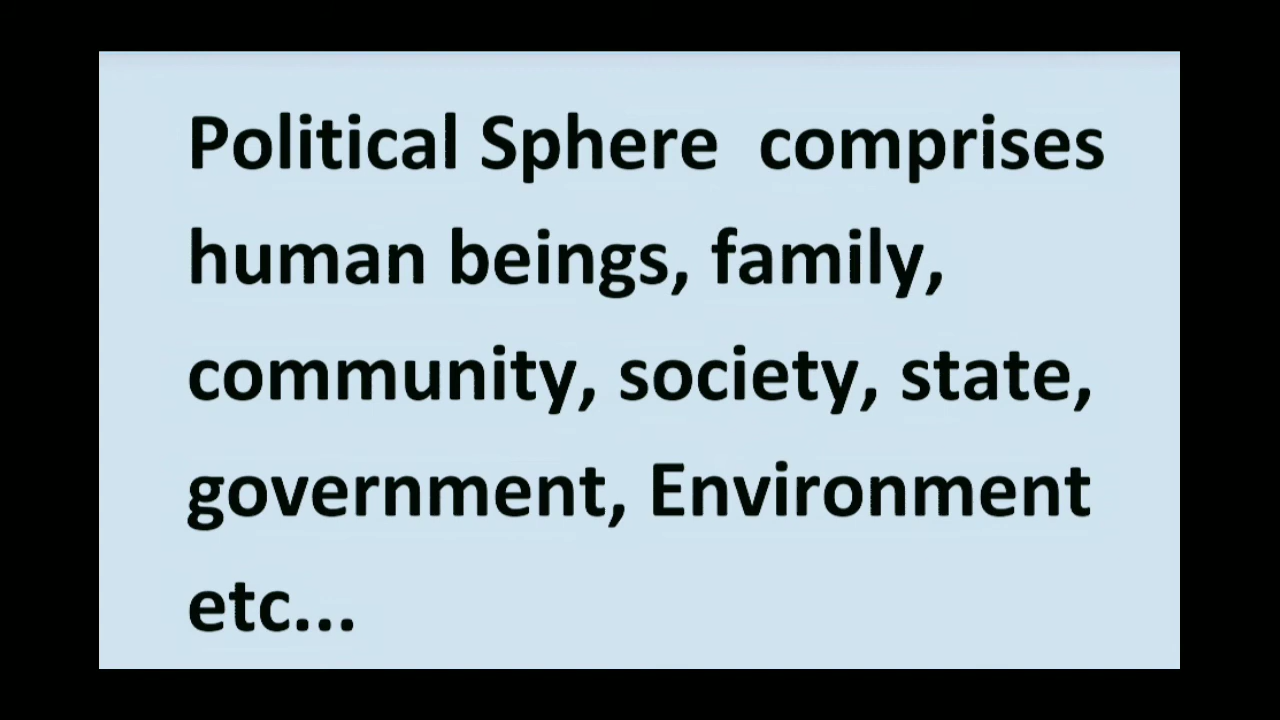 Political Sphere  comprises
human beings, family,
community, society, state,
government, Environment
etc...